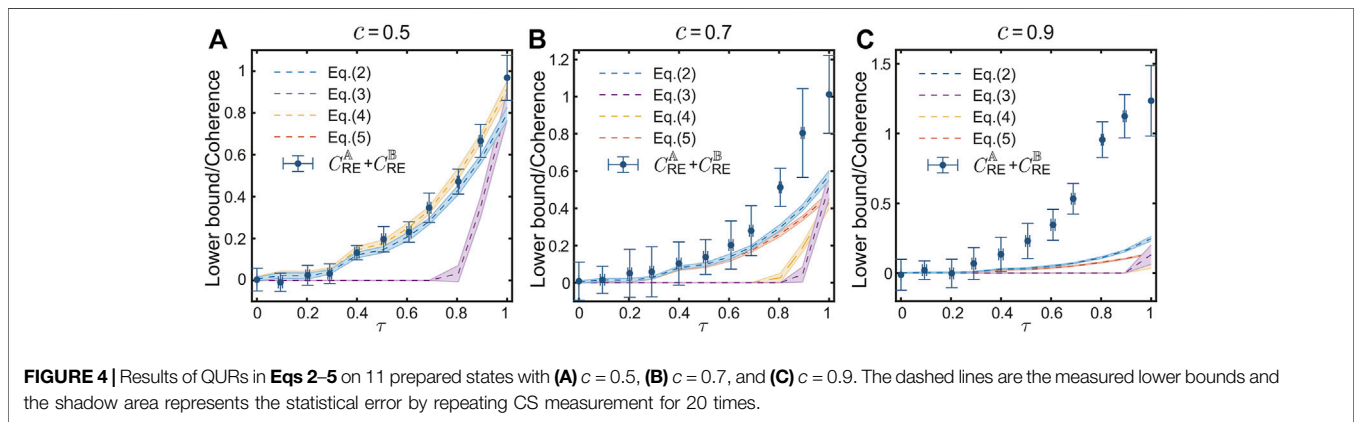 A
c = 0.5
Lower bound/Coherence
1
0.8
0.6
0.4
0.2
0
Eq.(2)
Eq.(3)
Eq.(4)
Eq.(5)
C_RE^𝔸+C_RE^𝔹
0 0.2 0.4 0.6 0.8 1
τ
B
c = 0.7
Lower bound/Coherence
1.2
1
0.8
0.6
0.4
0.2
0
Eq.(2)
Eq.(3)
Eq.(4)
Eq.(5)
C_RE^𝔸+C_RE^𝔹
0 0.2 0.4 0.6 0.8 1
τ
C
c = 0.9
Lower bound/Coherence
1.5
1
0.5
0
Eq.(2)
Eq.(3)
Eq.(4)
Eq.(5)
C_RE^𝔸+C_RE^𝔹
0 0.2 0.4 0.6 0.8 1
τ
FIGURE 4 | Results of QURs in Eqs 2–5 on 11 prepared states with (A) c = 0.5, (B) c = 0.7, and (C) c = 0.9. The dashed lines are the measured lower bounds and
the shadow area represents the statistical error by repeating CS measurement for 20 times.